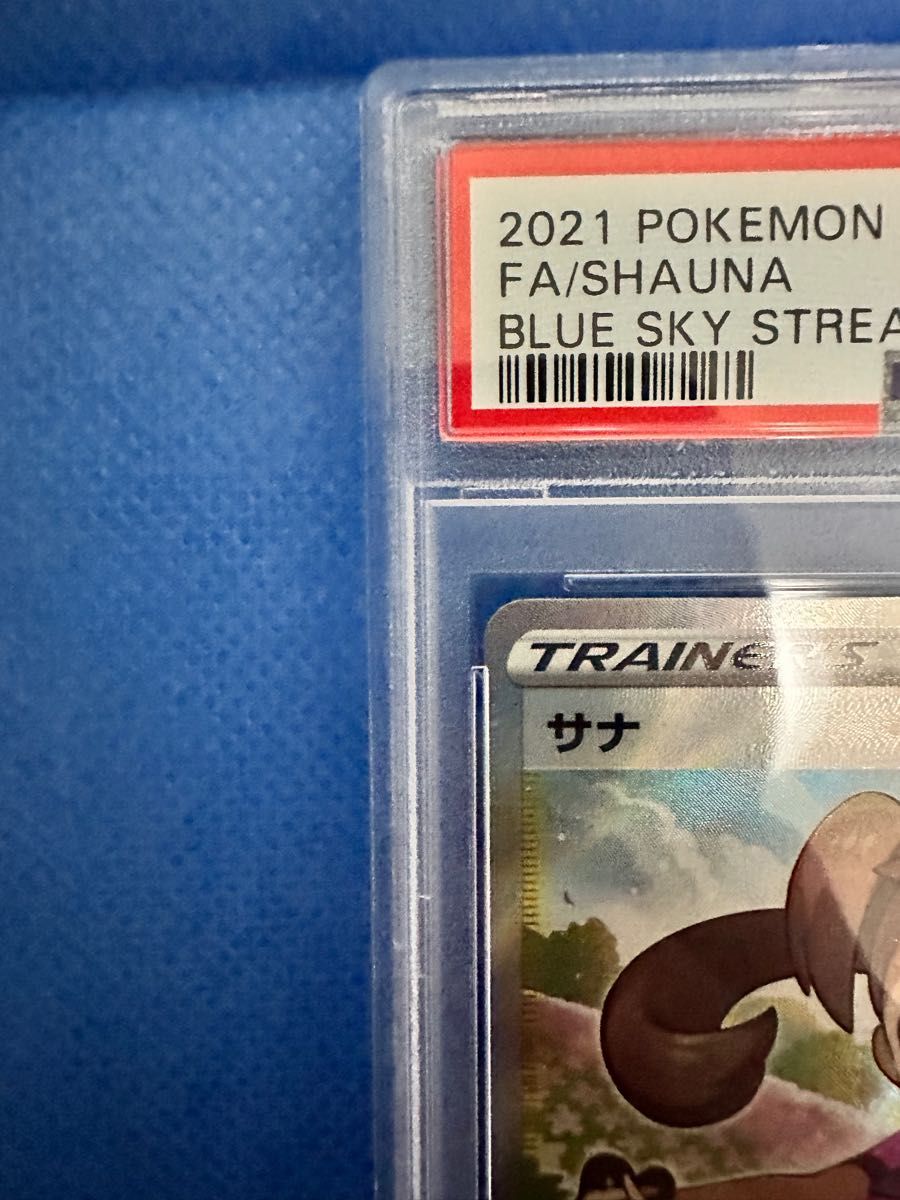 2021 POKEMON
FA/SHAUNA
BLUE SKY STREA
TRAINER'S
サナ